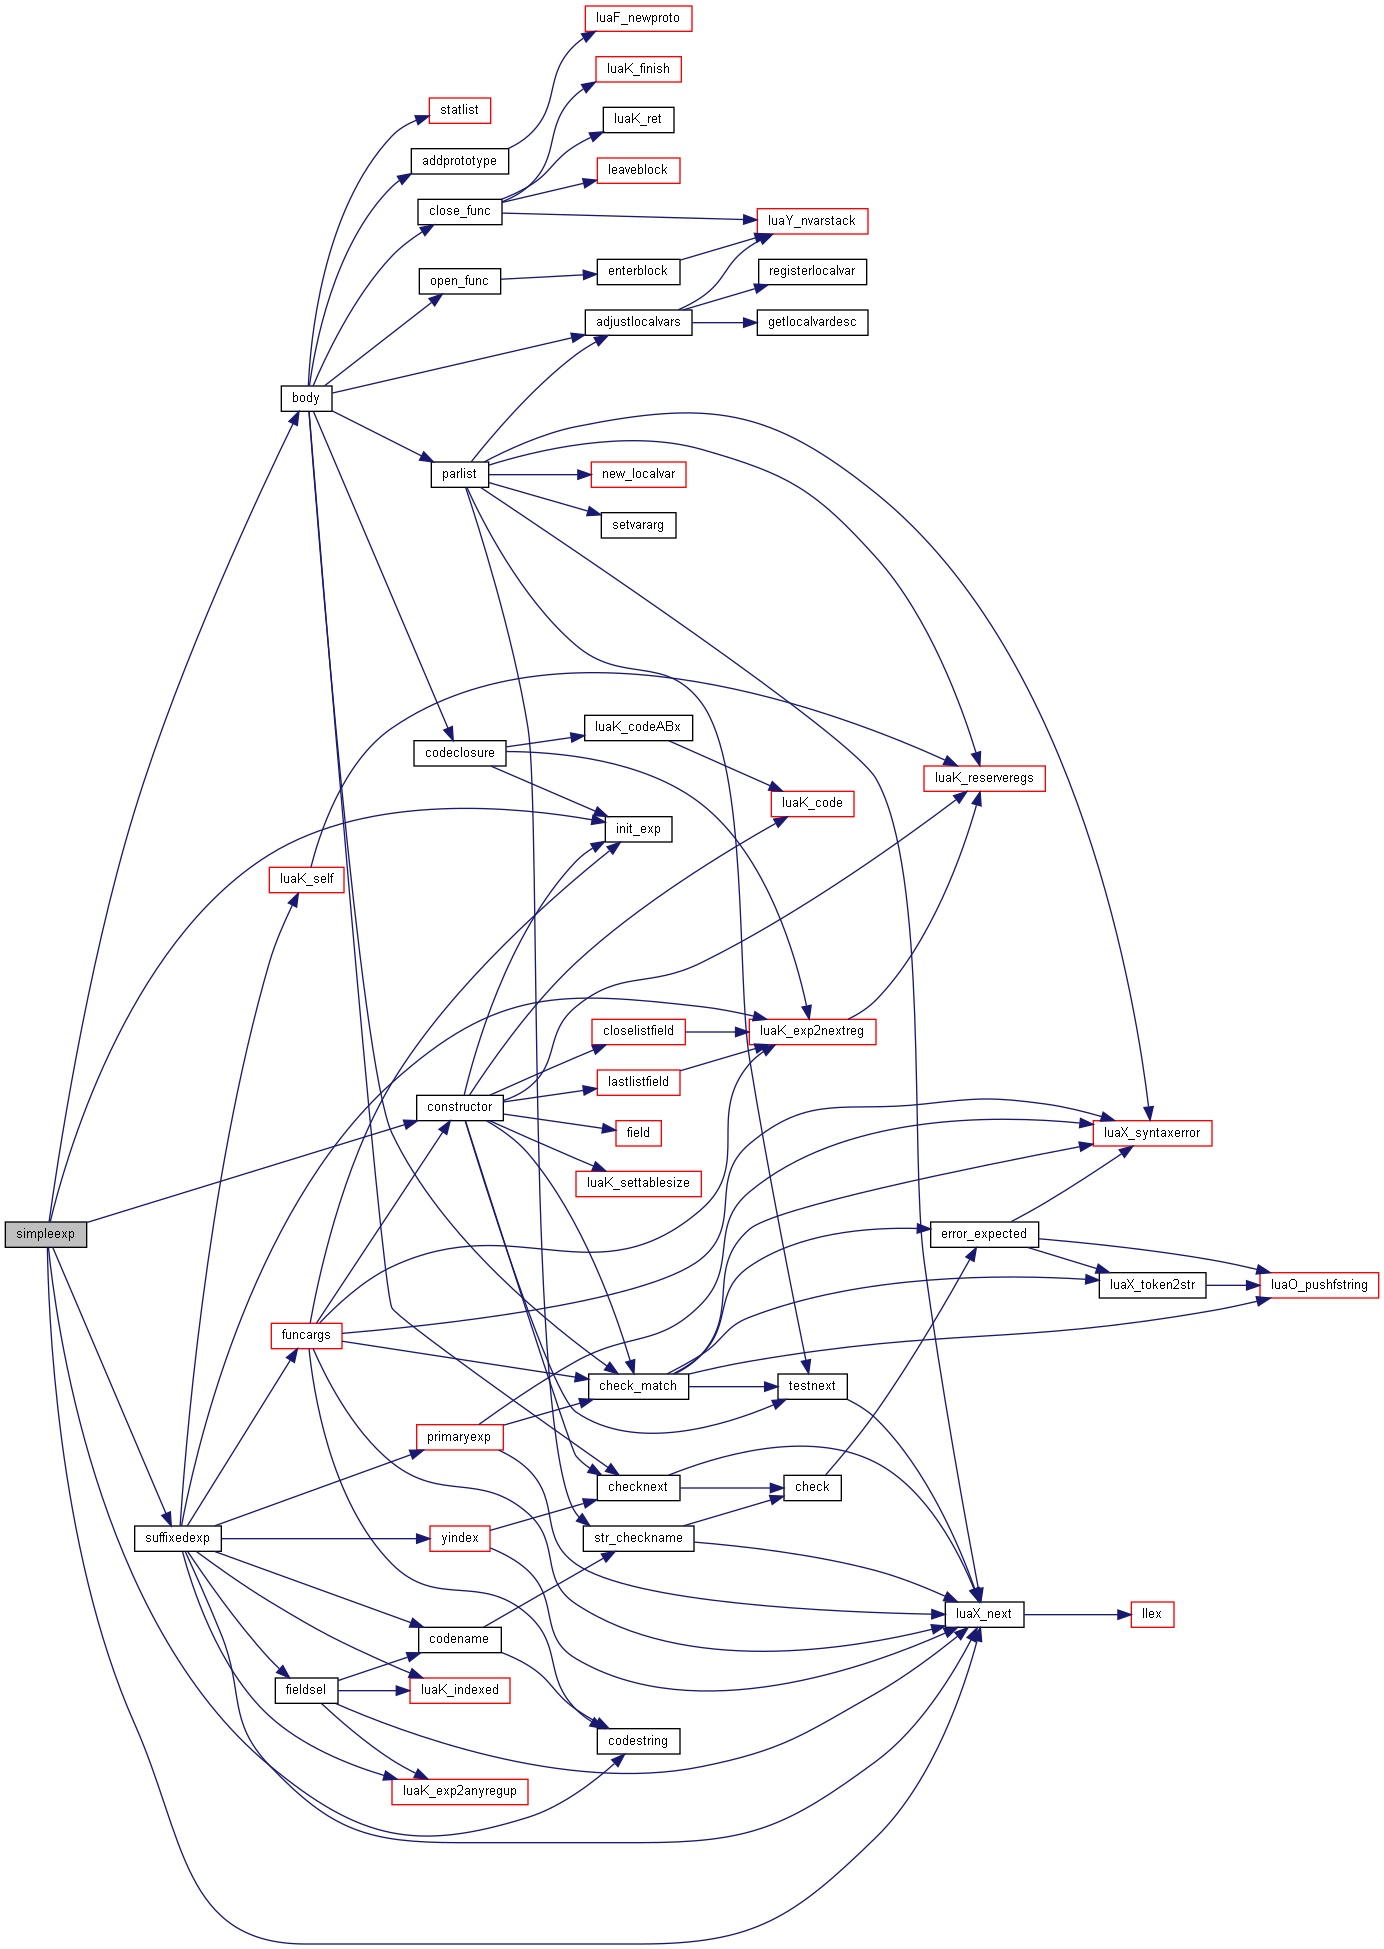 luaF_newproto
luaK_finish
statlist
luaK_ret
addprototype
leaveblock
close_func
luaY_nvarstack
enterblock
registerlocalvar
open_func
adjustlocalvars
getlocalvardesc
body
parlist
new_localvar
setvararg
luaK_codeABx
codeclosure
luaK_reserveregs
luaK_code
init_exp
luaK_self
closelistfield
luaK_exp2nextreg
lastlistfield
constructor
field
luaX_syntaxerror
luaK_settablesize
simpleexp
error_expected
luaX_token2str
luaO_pushfstring
funcargs
check_match
testnext
primaryexp
checknext
check
suffixedexp
yindex
str_checkname
luaX_next
llex
codename
fieldsel
luaK_indexed
codestring
luaK_exp2anyregup